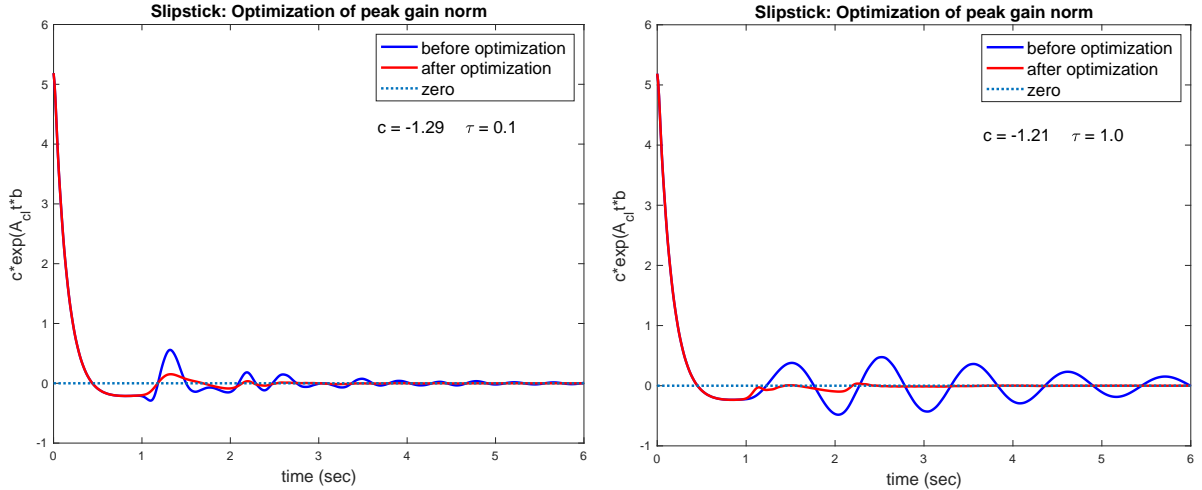 Slipstick: Optimization of peak gain norm
before optimization
after optimization
zero
c = -1.29 τ = 0.1
6
5
4
3
2
1
0
-1
0 1 2 3 4 5 6
time (sec)
c*exp(A_cl t*b
Slipstick: Optimization of peak gain norm
before optimization
after optimization
zero
c = -1.21 τ = 1.0
6
5
4
3
2
1
0
-1
0 1 2 3 4 5 6
time (sec)
c*exp(A_cl t*b